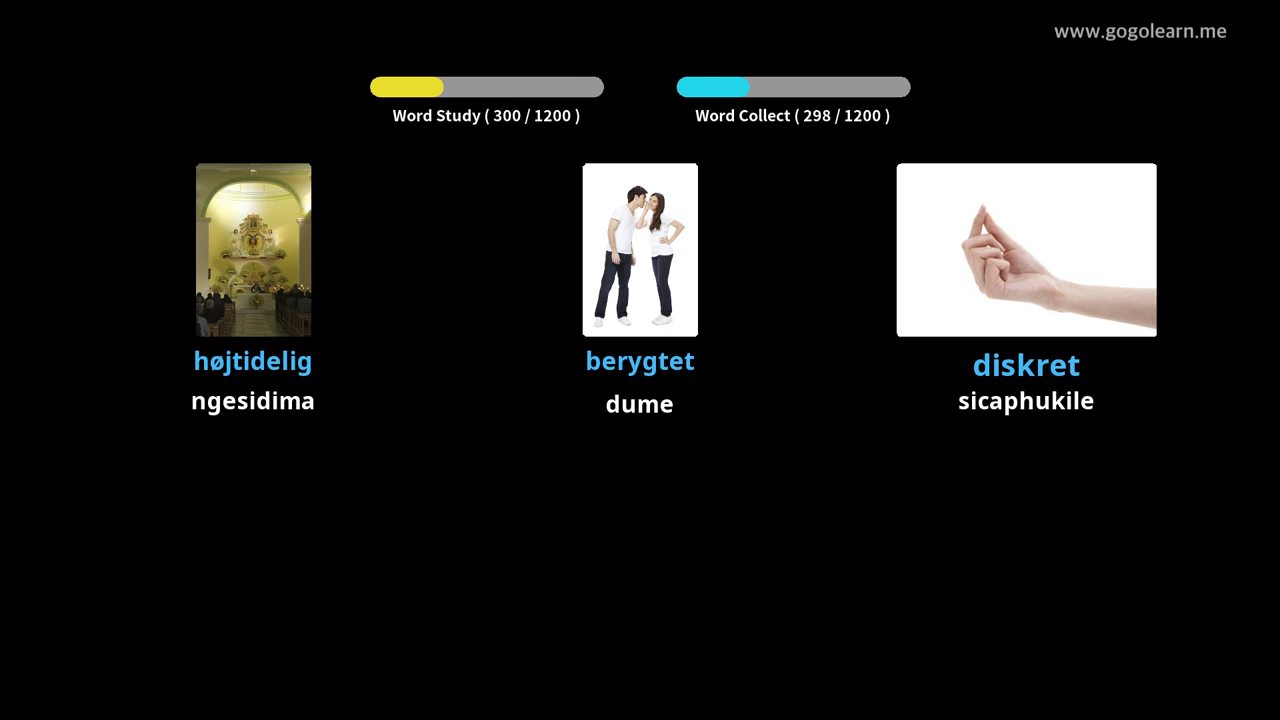 www.gogolearn.me
Word Study ( 300 / 1200 )
Word Collect ( 298 / 1200 )
højtidelig
ngesidima
berygtet
dume
diskret
sicaphukile